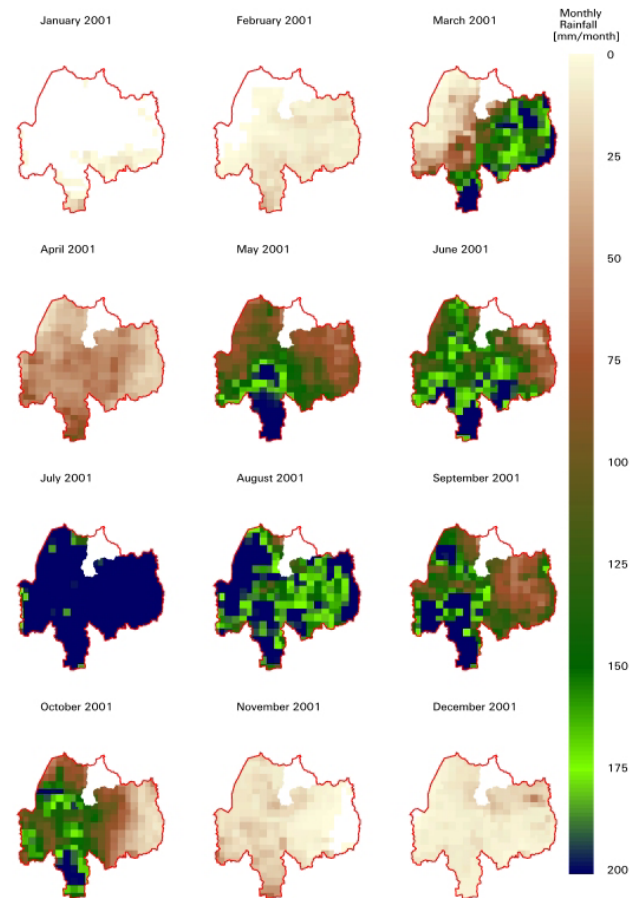 January 2001
February 2001
March 2001
Monthly
Rainfall
[mm/month]
0
25
50
75
100
125
150
175
200
April 2001
May 2001
June 2001
July 2001
August 2001
September 2001
October 2001
November 2001
December 2001